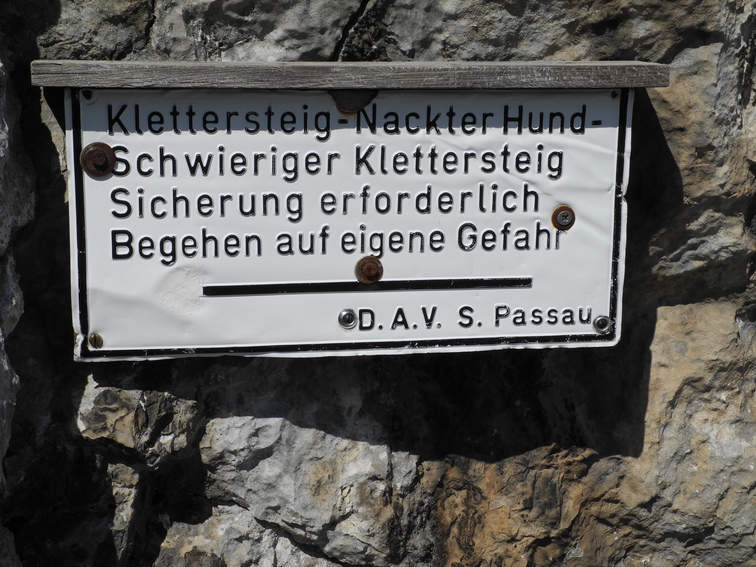 Klettersteig-Nackter Hund-
Schwieriger Klettersteig
Sicherung erforderlich
Begehen auf eigene Gefahr
D.A.V. S. Passau